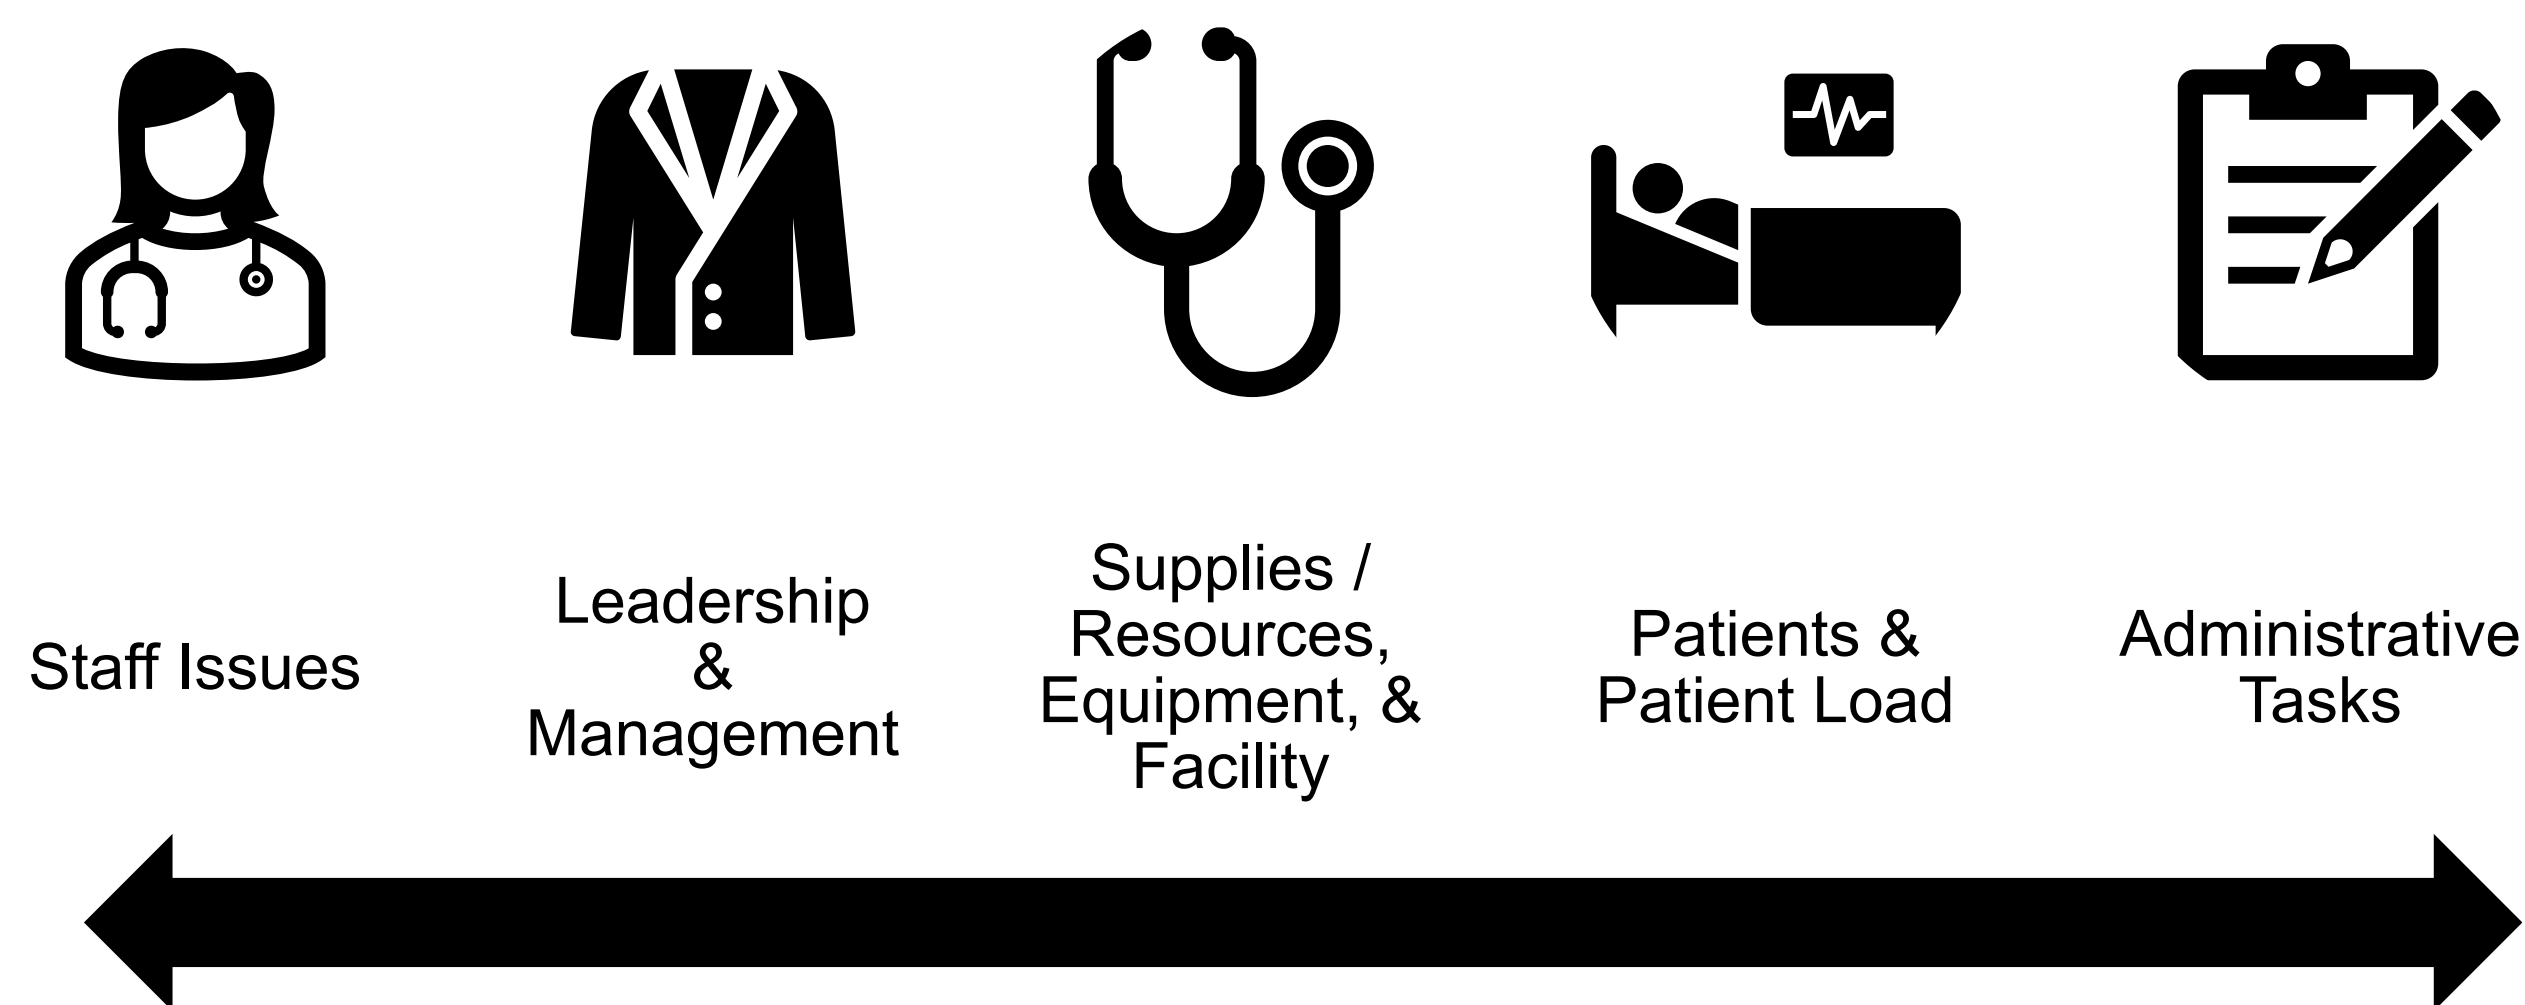 Staff Issues
Leadership
&
Management
Supplies /
Resources,
Equipment, &
Facility
Patients &
Patient Load
Administrative
Tasks